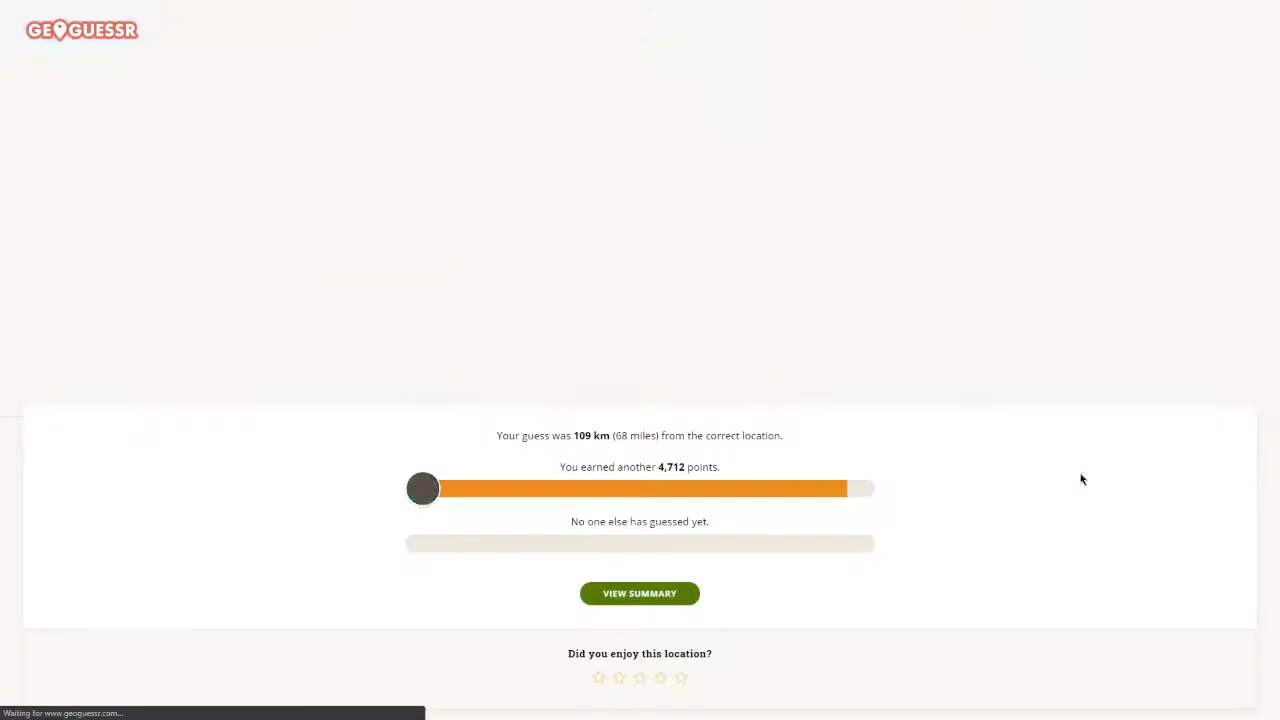 GEOGUESSR
Your guess was 109 km (68 miles) from the correct location.
You earned another 4,712 points.
No one else has guessed yet.
VIEW SUMMARY
Did you enjoy this location?
Waiting for www.geoguessr.com...